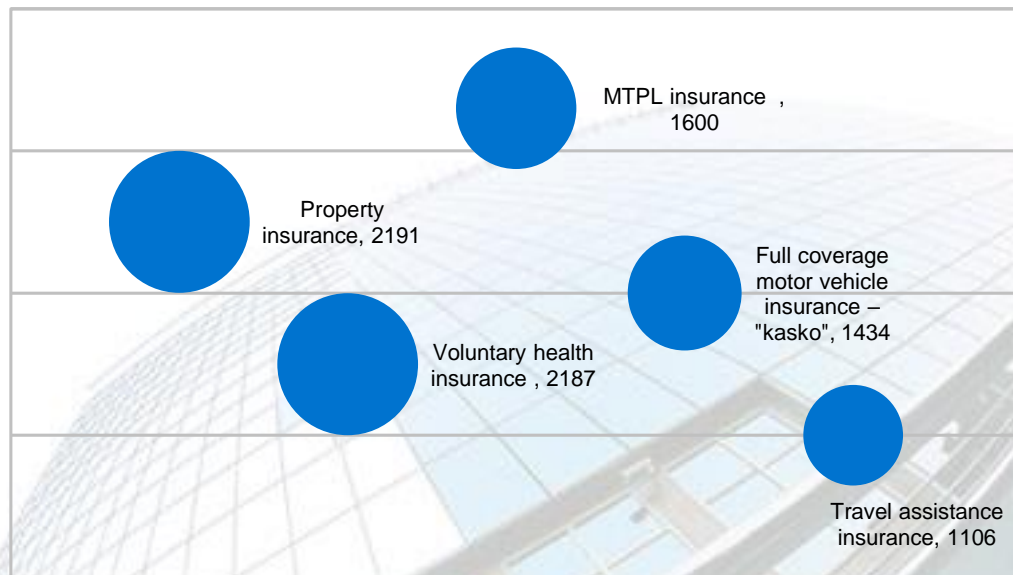 MTPL insurance ,
1600
Property
insurance, 2191
Full coverage
motor vehicle
insurance –
"kasko", 1434
Voluntary health
insurance , 2187
Travel assistance
insurance, 1106